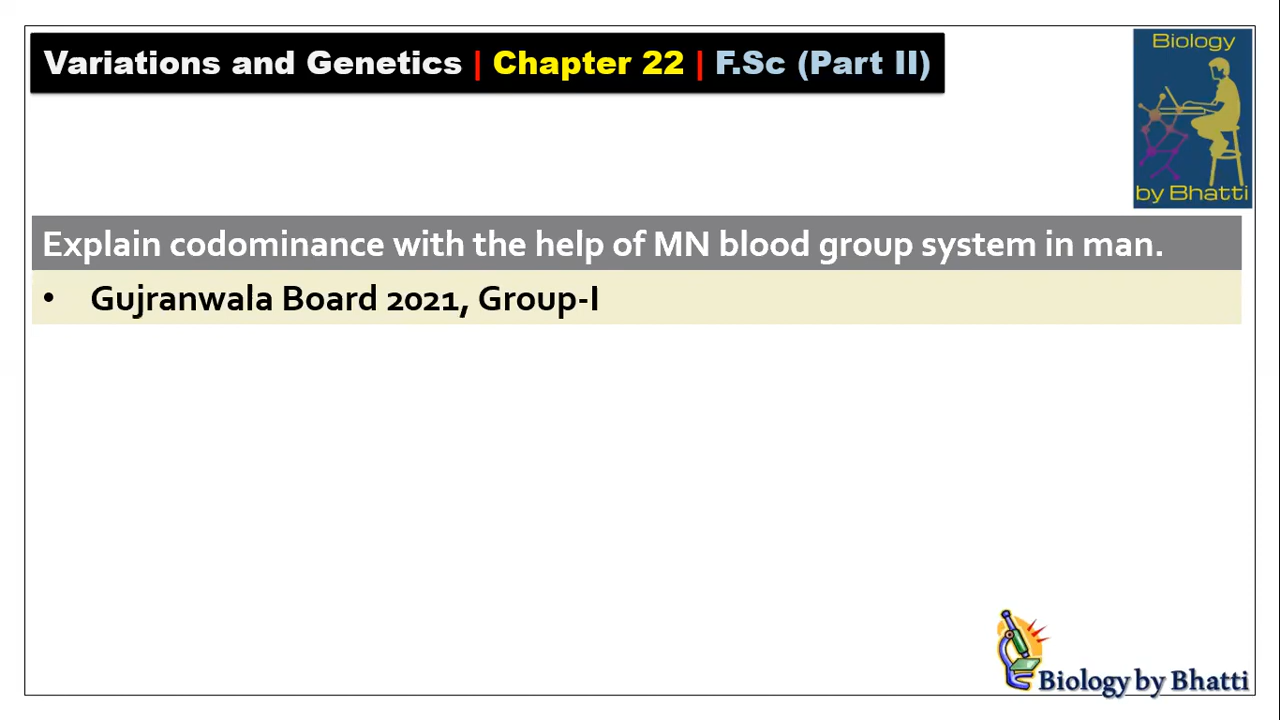 Variations and Genetics | Chapter 22 | F.Sc (Part II)
Biology
by Bhatti
Explain codominance with the help of MN blood group system in man.
• Gujranwala Board 2021, Group-I
Biology by Bhatti